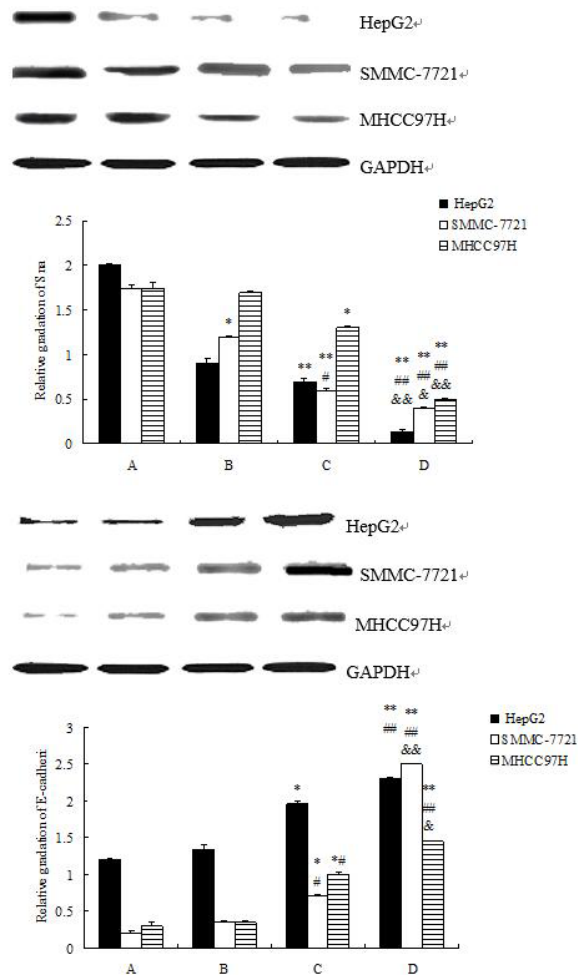 HepG2↵
SMMC-7721↵
MHCC97H↵
GAPDH↵
HepG2
SMMC-7721
MHCC97H
Relative gradation of Sna
2.5
2
1.5
1
0.5
0
*
** **
#
*
**
##
&&
**
##
&
**
##
&&
A B C D
HepG2↵
SMMC-7721↵
MHCC97H↵
GAPDH↵
HepG2
SMMC-7721
MHCC97H
Relative gradation of E-cadheri
3
2.5
2
1.5
1
0.5
0
*
*
#
*#
**
##
**
##
&&
**
##
&
A B C D